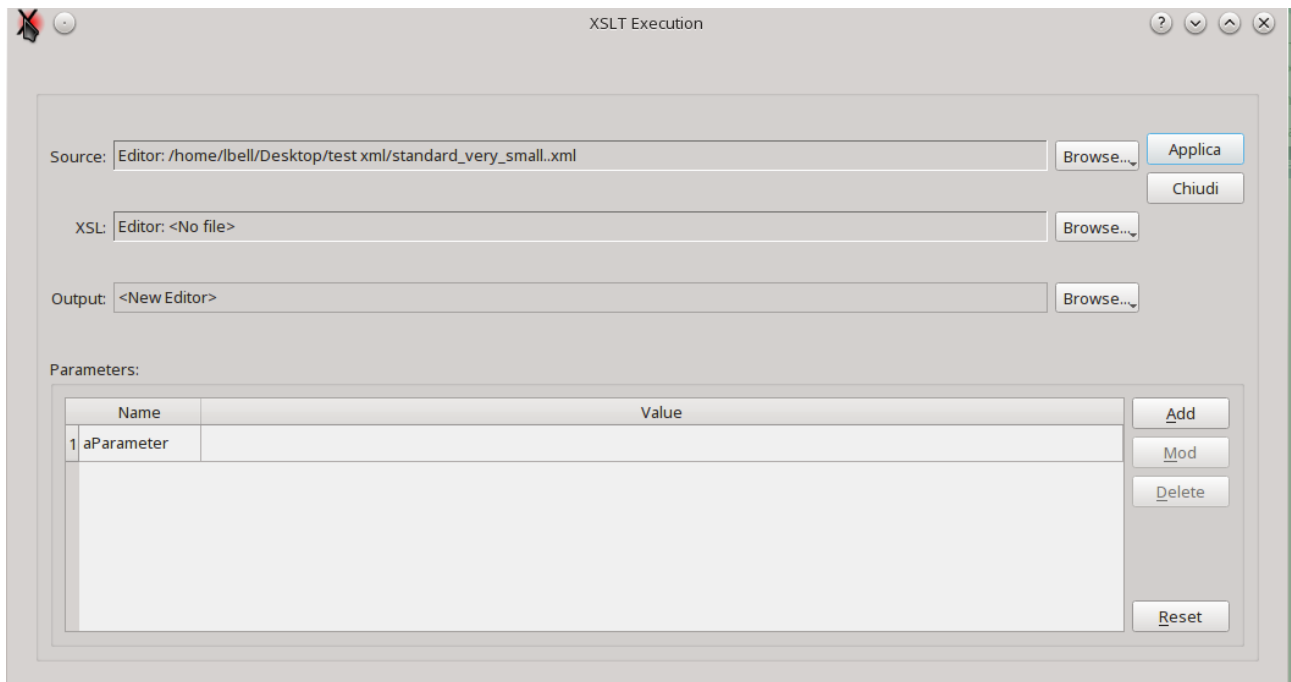 XSLT Execution
Source: Editor: /home/lbell/Desktop/test xml/standard_very_small..xml Browse... Applica
Chiudi
XSL: Editor: <No file> Browse...
Output: <New Editor> Browse...
Parameters:
Name Value Add
1 aParameter
Mod
Delete
Reset